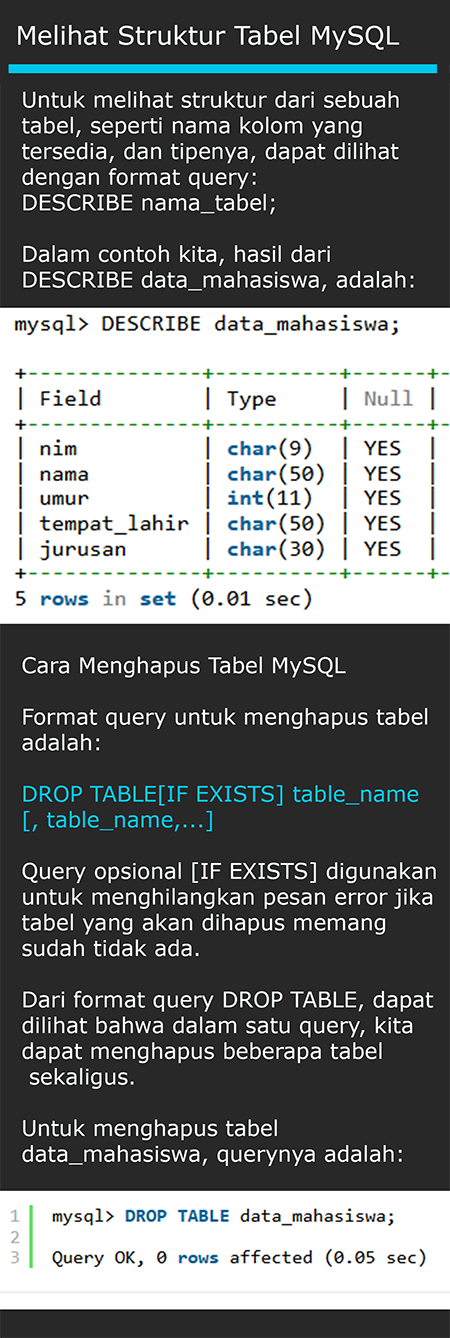 Melihat Struktur Tabel MySQL
Untuk melihat struktur dari sebuah
tabel, seperti nama kolom yang
tersedia, dan tipenya, dapat dilihat
dengan format query:
DESCRIBE nama_tabel;
Dalam contoh kita, hasil dari
DESCRIBE data_mahasiswa, adalah:
mysql> DESCRIBE data_mahasiswa;
+--------------+----------+------+-
| Field | Type | Null |
+--------------+----------+------+-
| nim | char(9) | YES |
| nama | char(50) | YES |
| umur | int(11) | YES |
| tempat_lahir | char(50) | YES |
| jurusan | char(30) | YES |
+--------------+----------+------+-
5 rows in set (0.01 sec)
Cara Menghapus Tabel MySQL
Format query untuk menghapus tabel
adalah:
DROP TABLE[IF EXISTS] table_name
[, table_name,...]
Query opsional [IF EXISTS] digunakan
untuk menghilangkan pesan error jika
tabel yang akan dihapus memang
sudah tidak ada.
Dari format query DROP TABLE, dapat
dilihat bahwa dalam satu query, kita
dapat menghapus beberapa tabel
sekaligus.
Untuk menghapus tabel
data_mahasiswa, querynya adalah:
1 mysql> DROP TABLE data_mahasiswa;
2
3 Query OK, 0 rows affected (0.05 sec)